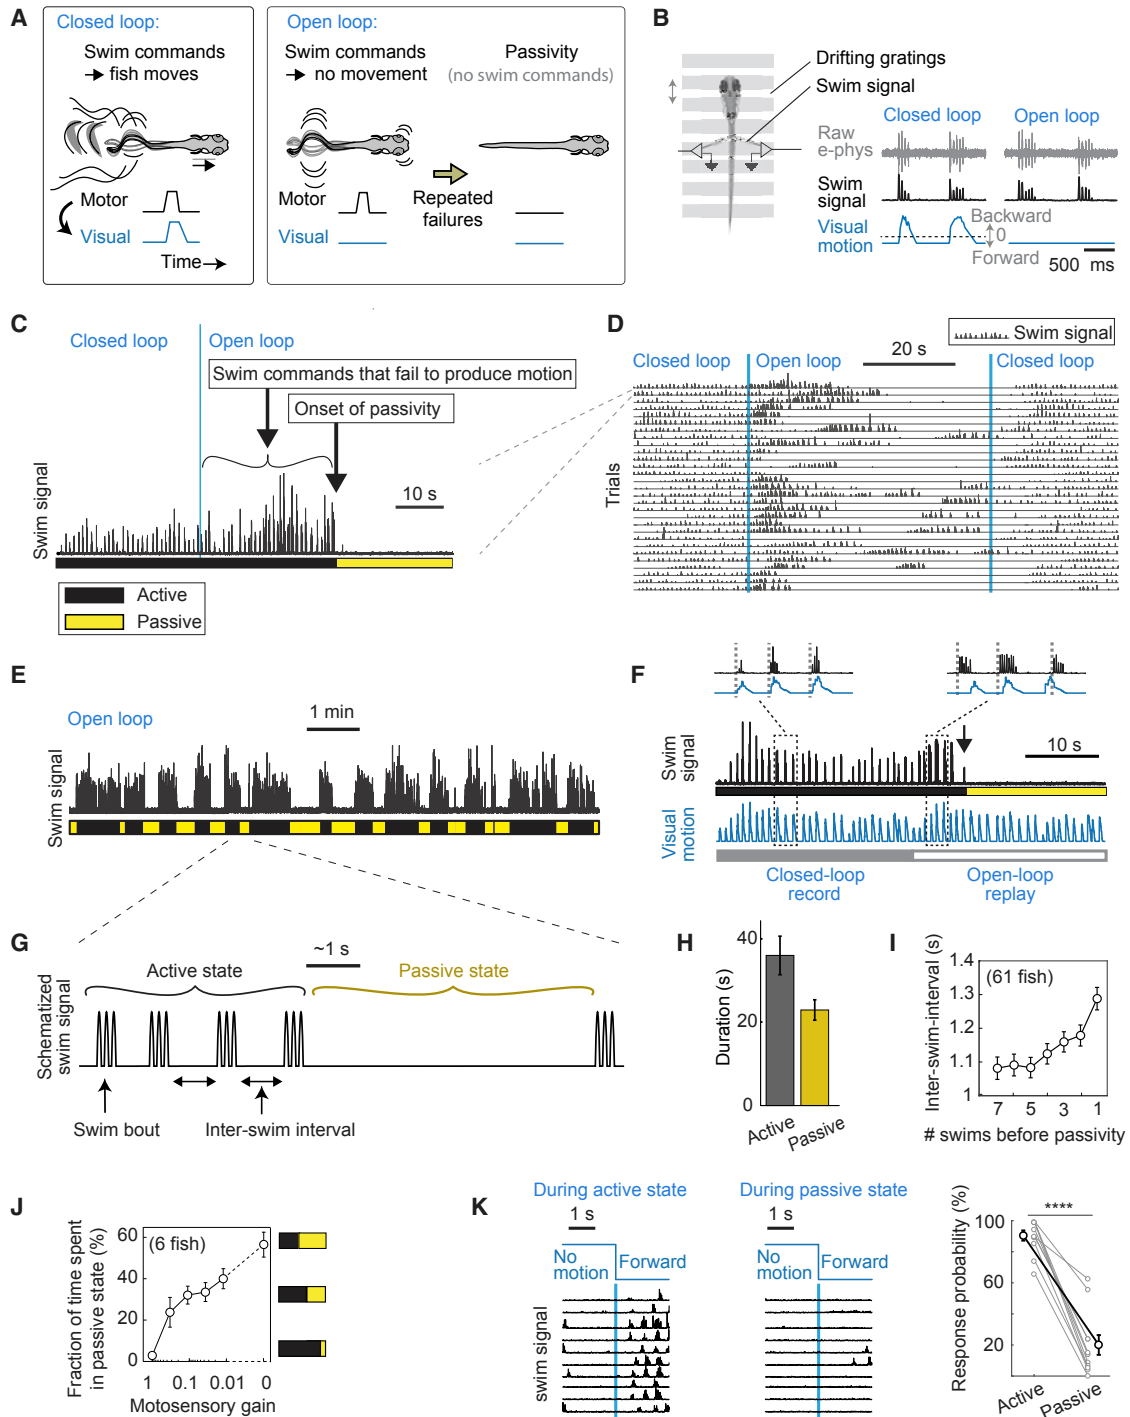 A
Closed loop:
Swim commands
fish moves
Motor
Visual
Time
Open loop:
Swim commands
no movement
Passivity
(no swim commands)
Motor
Visual
Repeated
failures
B
Drifting gratings
Swim signal
Closed loop
Open loop
Raw
e-phys
Swim
signal
Visual
motion
Backward
0
Forward
500 ms
C
Closed loop
Open loop
Swim commands that fail to produce motion
Onset of passivity
10 s
Swim signal
Active
Passive
D
Swim signal
20 s
Closed loop
Open loop
Closed loop
Trials
E
Open loop
1 min
Swim signal
F
Swim
signal
10 s
Visual
motion
Closed-loop
record
Open-loop
replay
G
~1 s
Active state
Passive state
Schematized
swim signal
Swim bout
Inter-swim interval
H
Duration (s)
40
20
0
Active
Passive
I
Inter-swim-interval (s)
1.4
1.3
1.2
1.1
1
(61 fish)
7
5
3
1
# swims before passivity
J
Fraction of time spent
in passive state (%)
60
40
20
0
(6 fish)
1
0.1
0.01
0
Motosensory gain
K
During active state
1 s
No
motion
Forward
swim signal
During passive state
1 s
No
motion
Forward
Response probability (%)
100
60
20
****
Active
Passive